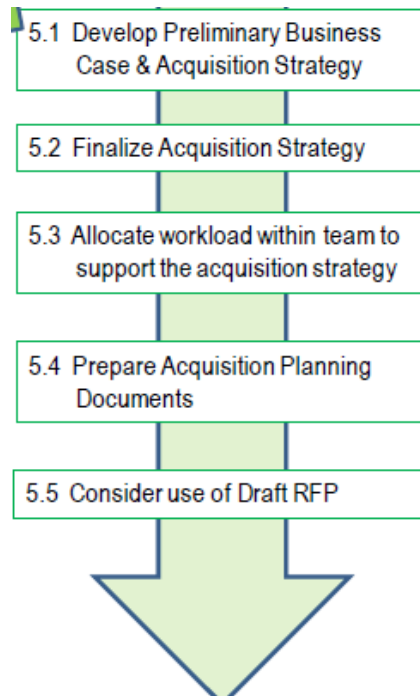 5.1 Develop Preliminary Business
Case & Acquisition Strategy
5.2 Finalize Acquisition Strategy
5.3 Allocate workload within team to
support the acquisition strategy
5.4 Prepare Acquisition Planning
Documents
5.5 Consider use of Draft RFP